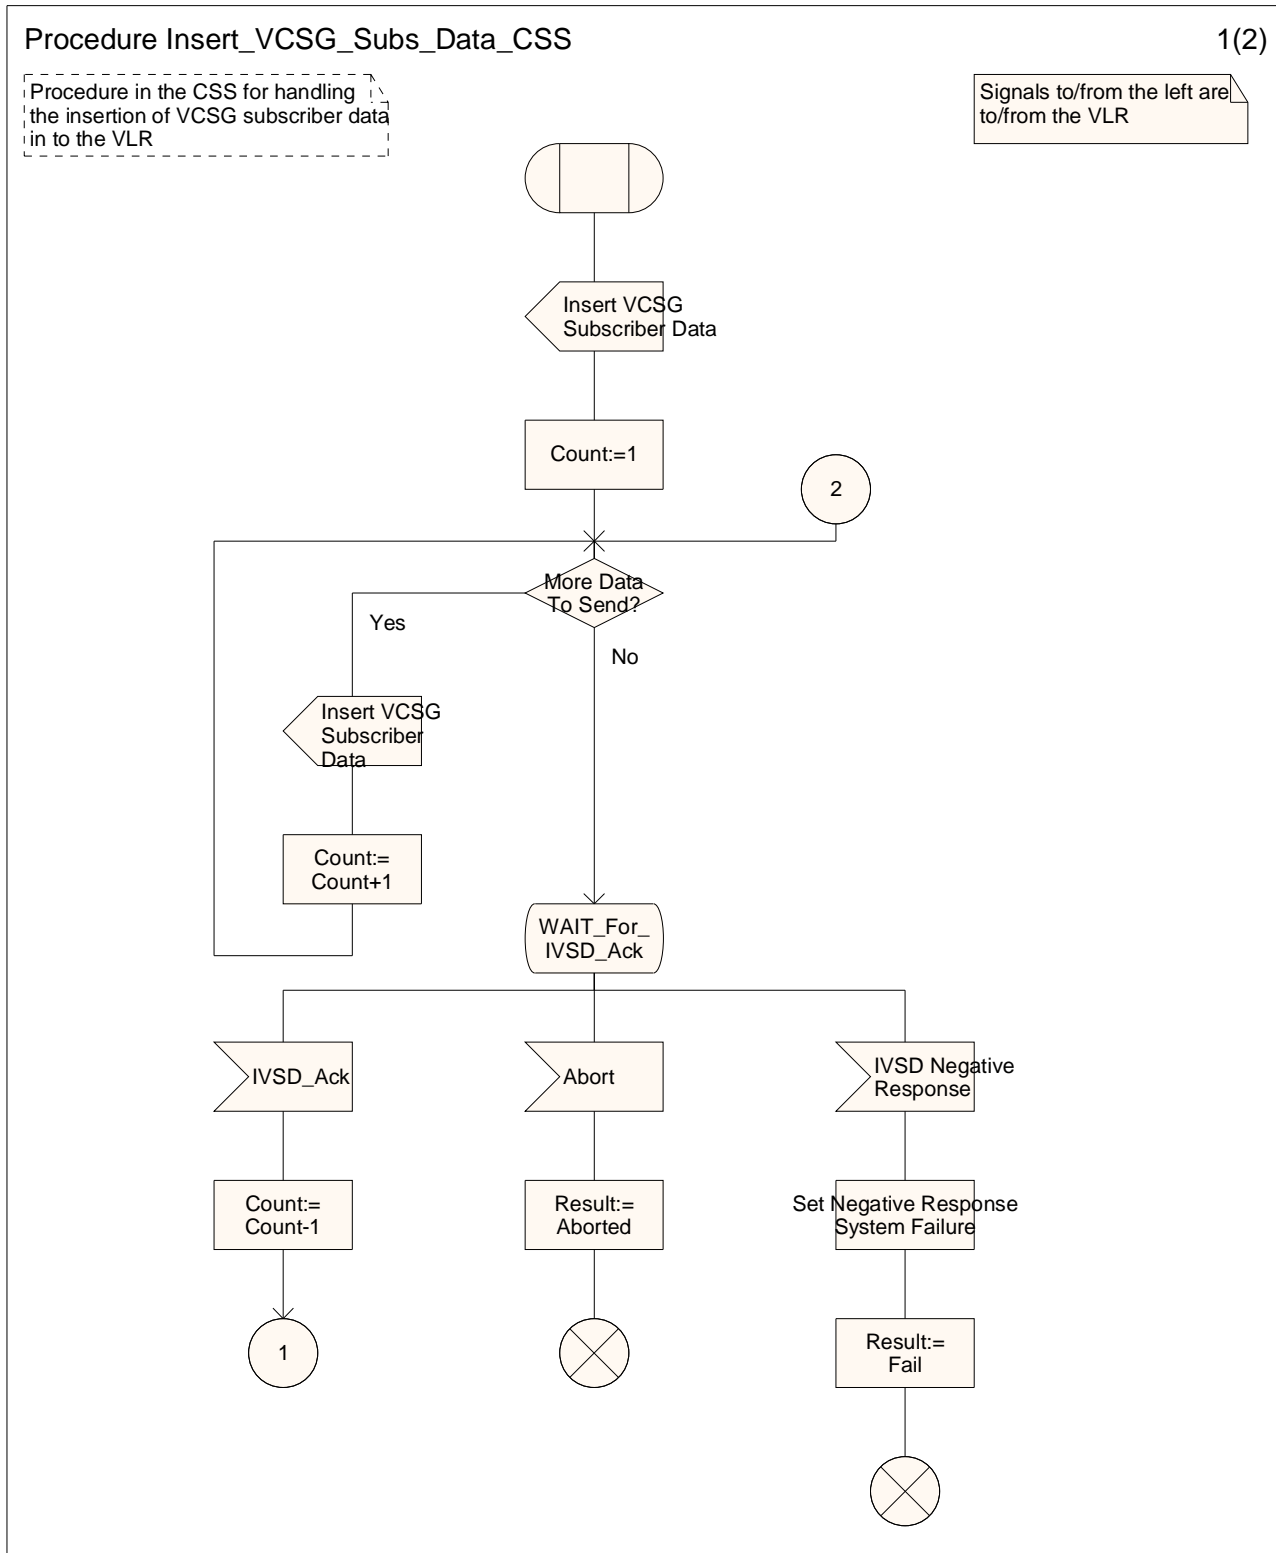 Procedure Insert_VCSG_Subs_Data_CSS
1(2)
Procedure in the CSS for handling
the insertion of VCSG subscriber data
in to the VLR
Signals to/from the left are
to/from the VLR
Insert VCSG
Subscriber Data
Count:=1
2
More Data
To Send?
Yes
No
Insert VCSG
Subscriber
Data
Count:=
Count+1
WAIT_For_
IVSD_Ack
IVSD_Ack
Abort
IVSD Negative
Response
Count:=
Count-1
Result:=
Aborted
Set Negative Response
System Failure
1
Result:=
Fail